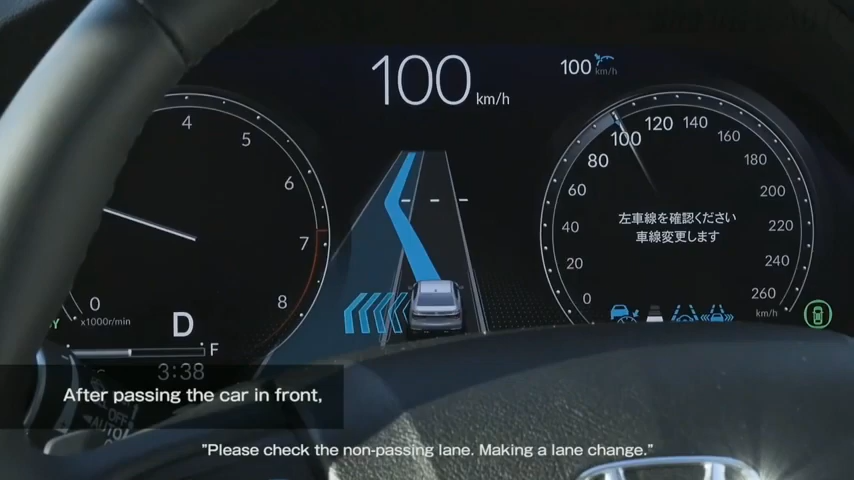 100 km/h
100 km/h
4
5
6
7
8
0
x1000r/min
D
F
3:38
0
20
40
60
80
100
120
140
160
180
200
220
240
260
km/h
左車線を確認ください
車線変更します
OFF
AUTO
After passing the car in front,
"Please check the non-passing lane. Making a lane change."